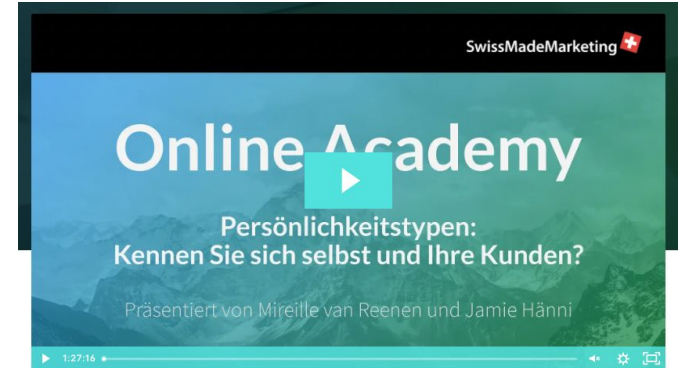 SwissMadeMarketing
Online Academy
Persönlichkeitstypen:
Kennen Sie sich selbst und Ihre Kunden?
Präsentiert von Mireille van Reenen und Jamie Hänni
1:27:16